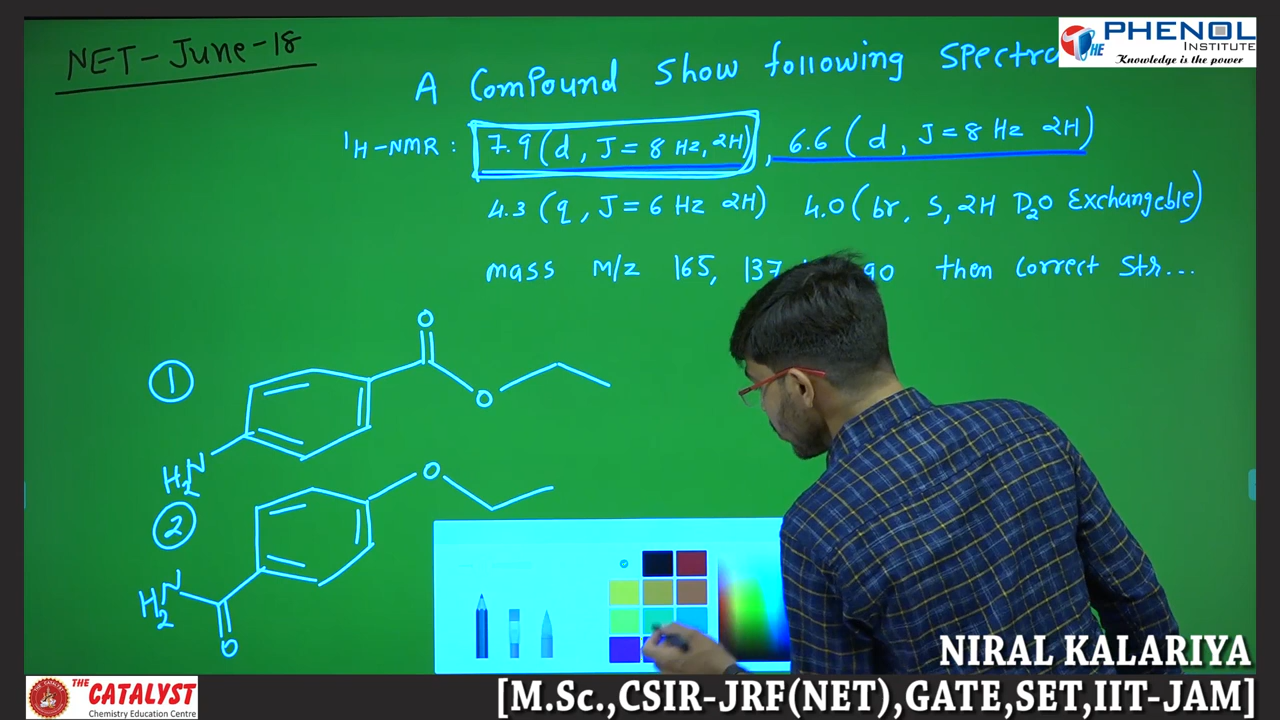 NET-June-18
THE PHENOL
INSTITUTE
Knowledge is the power
A Compound Show following
¹H-NMR : 7.9 (d, J = 8 Hz, 2H), 6.6 (d, J = 8 Hz 2H)
4.3 (q, J = 6 Hz 2H) 4.0 (br, S, 2H D₂O Exchangeable)
mass M/z 165, 137 90 then correct Str...
①
O
O
H₂N
②
O
H₂N
O
NIRAL KALARIYA
THE CATALYST
Chemistry Education Centre
[M.Sc.,CSIR-JRF(NET),GATE,SET,IIT-JAM]